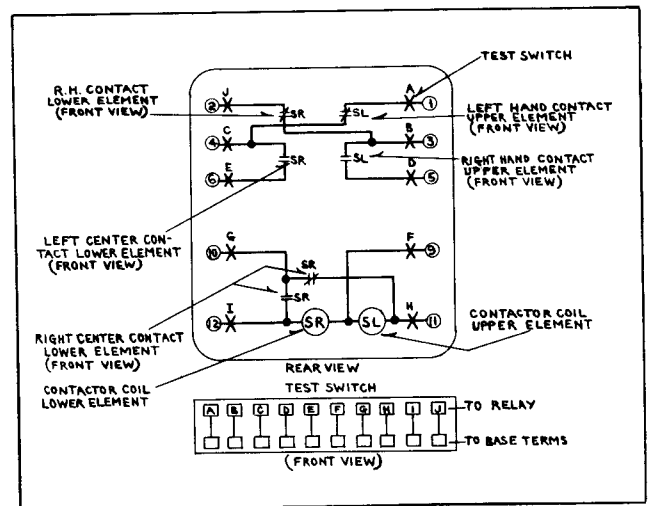 TEST SWITCH
R.H. CONTACT
LOWER ELEMENT
(FRONT VIEW)
J
A
2
SR
SL
1
LEFT HAND CONTACT
UPPER ELEMENT
(FRONT VIEW)
C
B
4
3
SR
SL
RIGHT HAND CONTACT
UPPER ELEMENT
(FRONT VIEW)
E
D
6
5
LEFT CENTER CON-
TACT LOWER ELEMENT
(FRONT VIEW)
G
F
10
9
SR
SR
RIGHT CENTER CONTACT
LOWER ELEMENT
(FRONT VIEW)
I
H
12
SR
SL
11
CONTACTOR COIL
UPPER ELEMENT
CONTACTOR COIL
LOWER ELEMENT
REAR VIEW
TEST SWITCH
A B C D E F G H I J
TO RELAY
TO BASE TERMS
(FRONT VIEW)